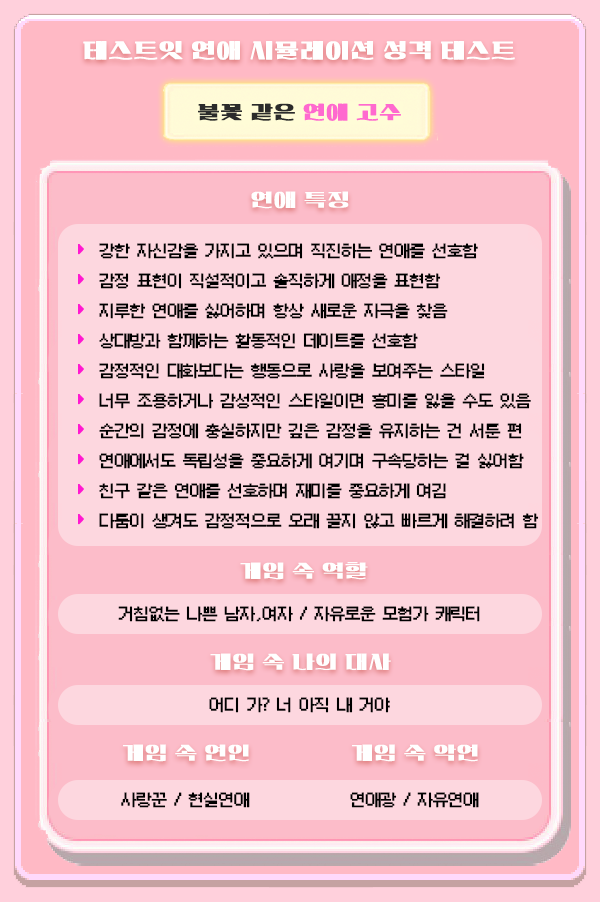 테스트잇 연애 시뮬레이션 성격 테스트
불꽃 같은 연애 고수
연애 특징
강한 자신감을 가지고 있으며 직진하는 연애를 선호함
감정 표현이 직설적이고 솔직하게 애정을 표현함
지루한 연애를 싫어하며 항상 새로운 자극을 찾음
상대방과 함께하는 활동적인 데이트를 선호함
감정적인 대화보다는 행동으로 사랑을 보여주는 스타일
너무 조용하거나 감성적인 스타일이면 흥미를 잃을 수도 있음
순간의 감정에 충실하지만 깊은 감정을 유지하는 건 서툰 편
연애에서도 독립성을 중요하게 여기며 구속당하는 걸 싫어함
친구 같은 연애를 선호하며 재미를 중요하게 여김
다툼이 생겨도 감정적으로 오래 끌지 않고 빠르게 해결하려 함
게임 속 역할
거침없는 나쁜 남자,여자 / 자유로운 모험가 캐릭터
게임 속 나의 대사
어디 가? 너 아직 내 거야
게임 속 연인 게임 속 악연
사랑꾼 / 현실연애 연애광 / 자유연애